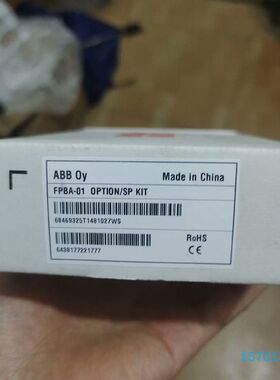 ABB Oy Made in China
FPBA-01 OPTION/SP KIT
68469325T1481027WS
RoHS
CE
6438177221777